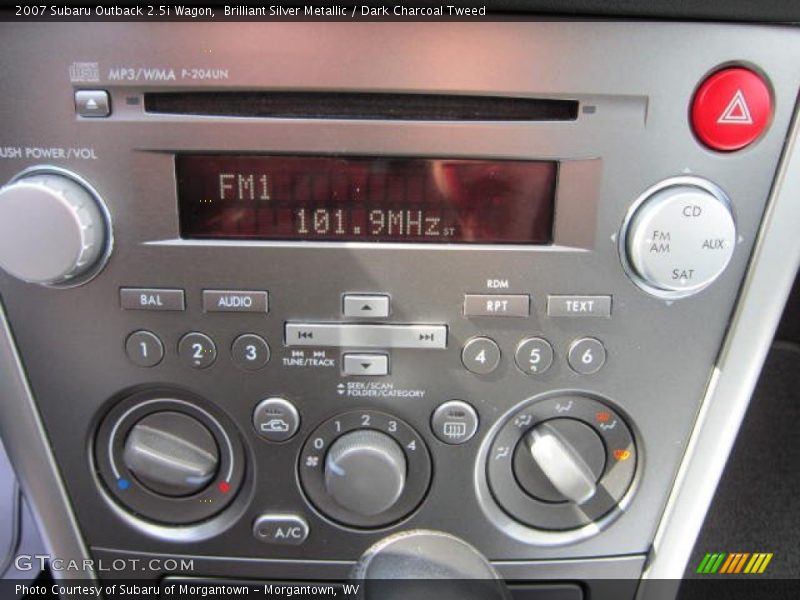 2007 Subaru Outback 2.5i Wagon,  Brilliant Silver Metallic / Dark Charcoal Tweed
MP3/WMA P-204UN
USH POWER/VOL
FM1
101.9MHz ST
CD
FM AUX
AM
SAT
RDM
BAL AUDIO RPT TEXT
1 2 3 4 5 6
TUNE/TRACK
SEEK/SCAN
FOLDER/CATEGORY
0 1 2 3 4
A/C
GTCARLOT.COM
Photo Courtesy of Subaru of Morgantown - Morgantown, WV